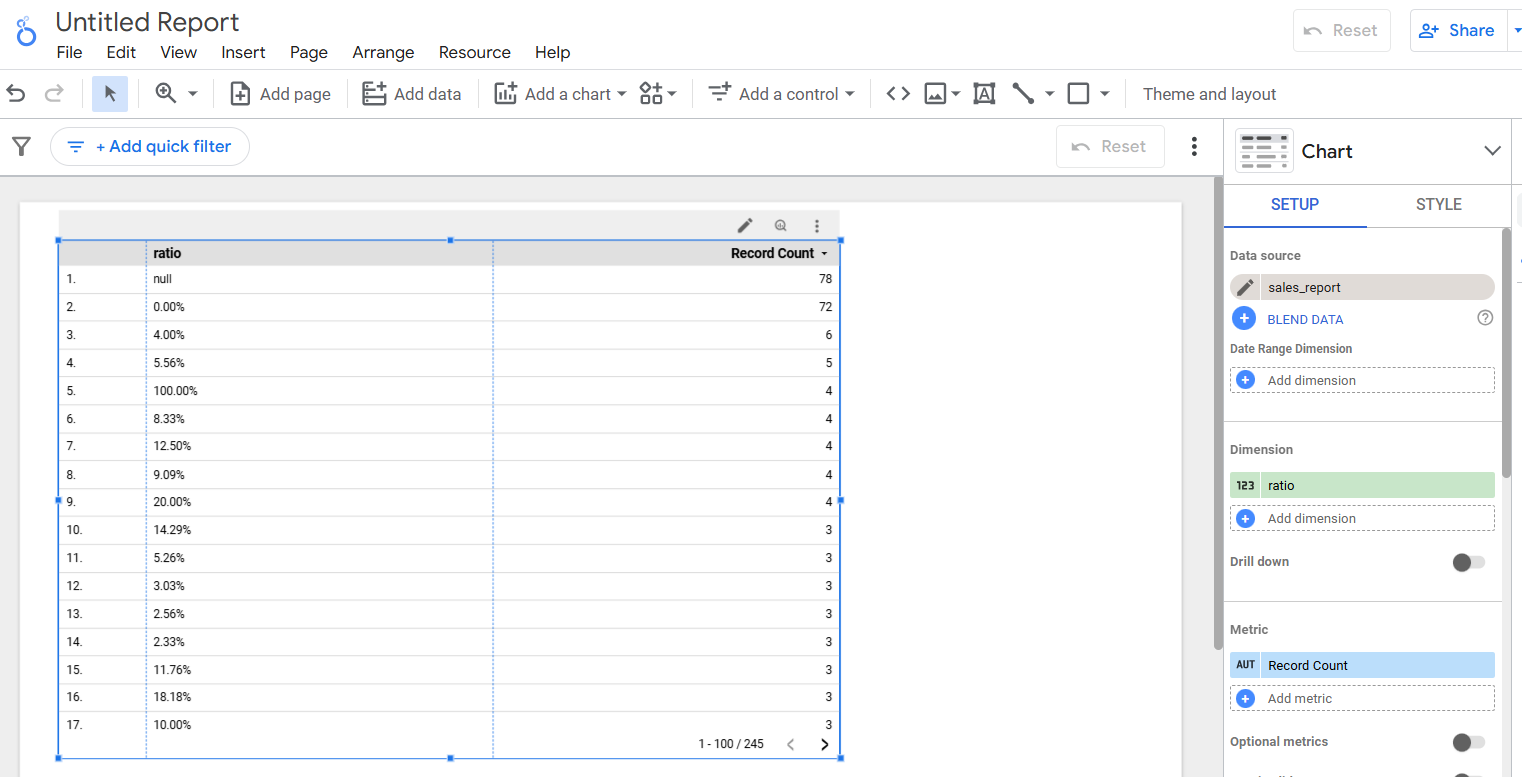 Untitled Report
File Edit View Insert Page Arrange Resource Help
Reset
Share
Add page
Add data
Add a chart
Add a control
Theme and layout
+ Add quick filter
Reset
ratio Record Count
1. null 78
2. 0.00% 72
3. 4.00% 6
4. 5.56% 5
5. 100.00% 4
6. 8.33% 4
7. 12.50% 4
8. 9.09% 4
9. 20.00% 4
10. 14.29% 3
11. 5.26% 3
12. 3.03% 3
13. 2.56% 3
14. 2.33% 3
15. 11.76% 3
16. 18.18% 3
17. 10.00% 3
1 - 100 / 245
Chart
SETUP STYLE
Data source
sales_report
BLEND DATA
Date Range Dimension
Add dimension
Dimension
123 ratio
Add dimension
Drill down
Metric
AUT Record Count
Add metric
Optional metrics